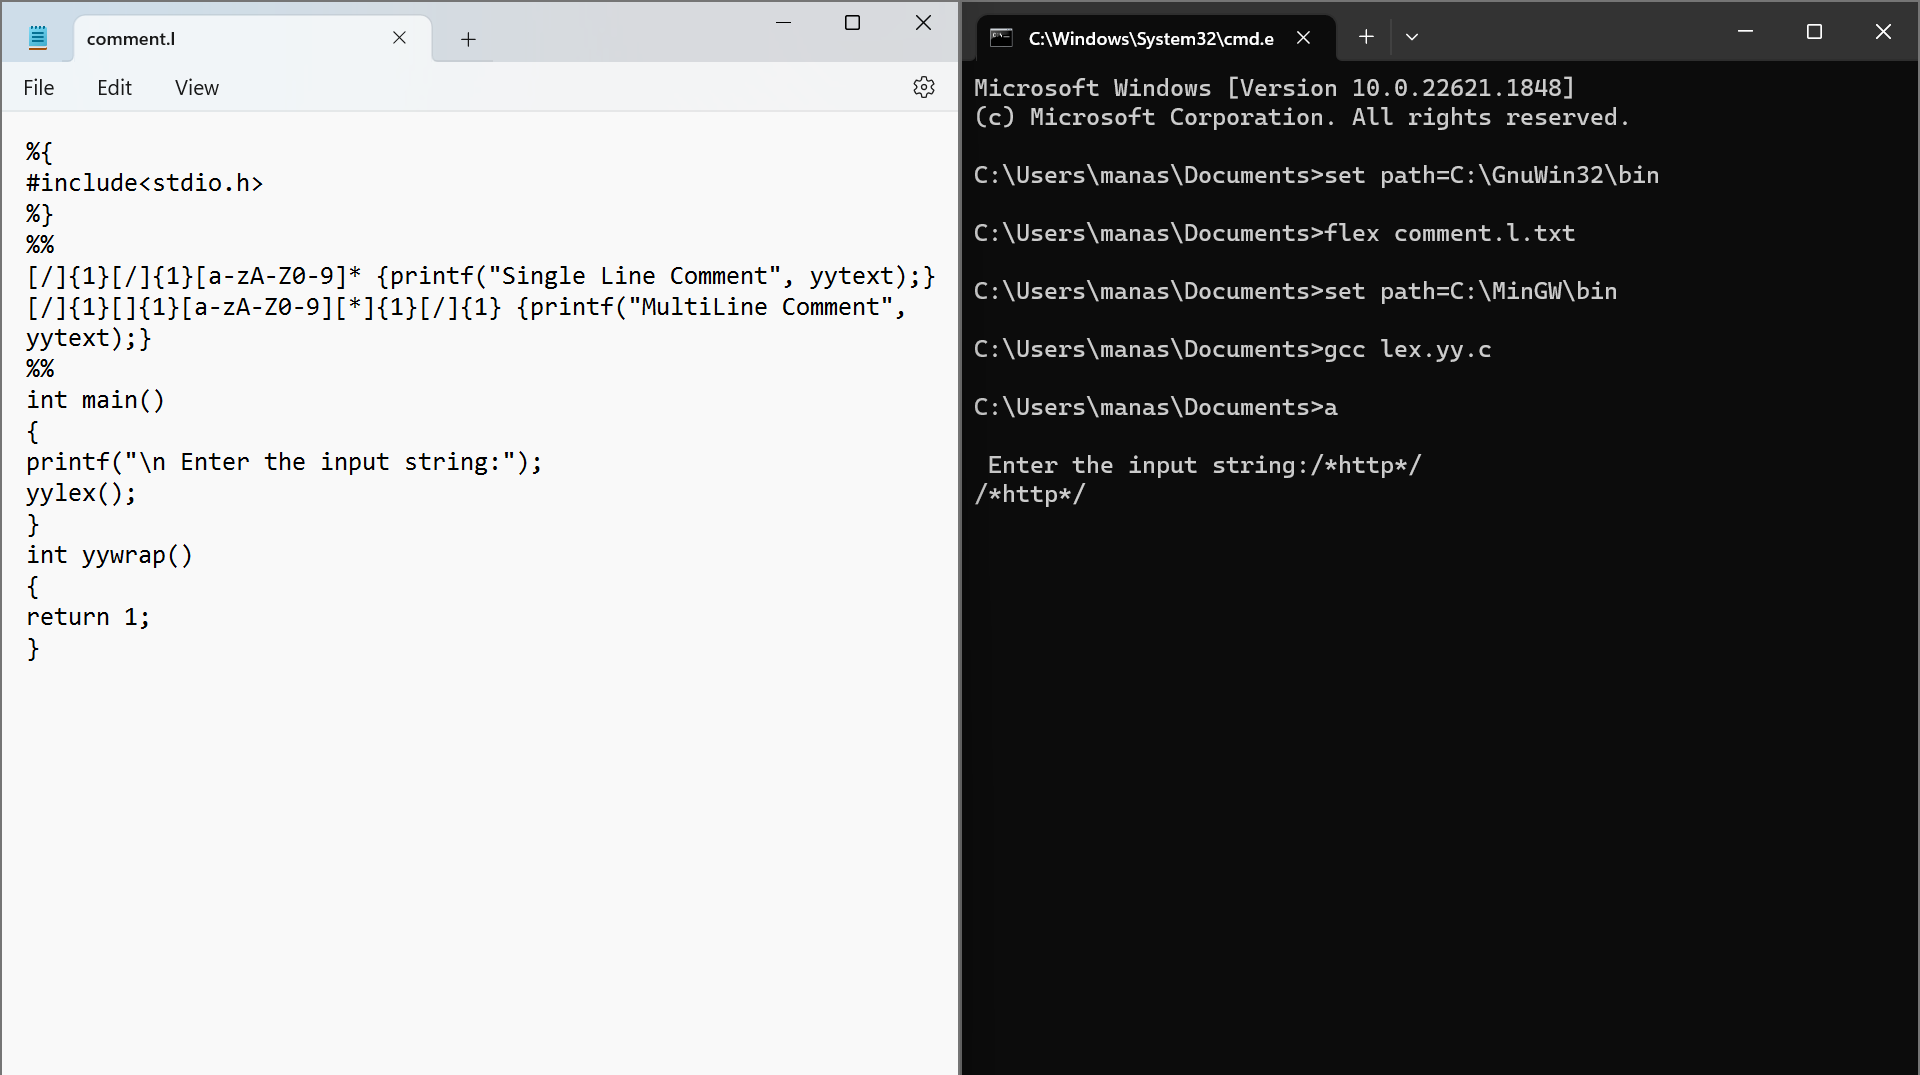 comment.l
File Edit View
%{
#include<stdio.h>
%}
%%
[/]{1}[/]{1}[a-zA-Z0-9]* {printf("Single Line Comment", yytext);}
[/]{1}[]{1}[a-zA-Z0-9][*]{1}[/]{1} {printf("MultiLine Comment",
yytext);}
%%
int main()
{
printf("\n Enter the input string:");
yylex();
}
int yywrap()
{
return 1;
}
C:\Windows\System32\cmd.e
Microsoft Windows [Version 10.0.22621.1848]
(c) Microsoft Corporation. All rights reserved.
C:\Users\manas\Documents>set path=C:\GnuWin32\bin
C:\Users\manas\Documents>flex comment.l.txt
C:\Users\manas\Documents>set path=C:\MinGW\bin
C:\Users\manas\Documents>gcc lex.yy.c
C:\Users\manas\Documents>a
Enter the input string:/*http*/
/*http*/